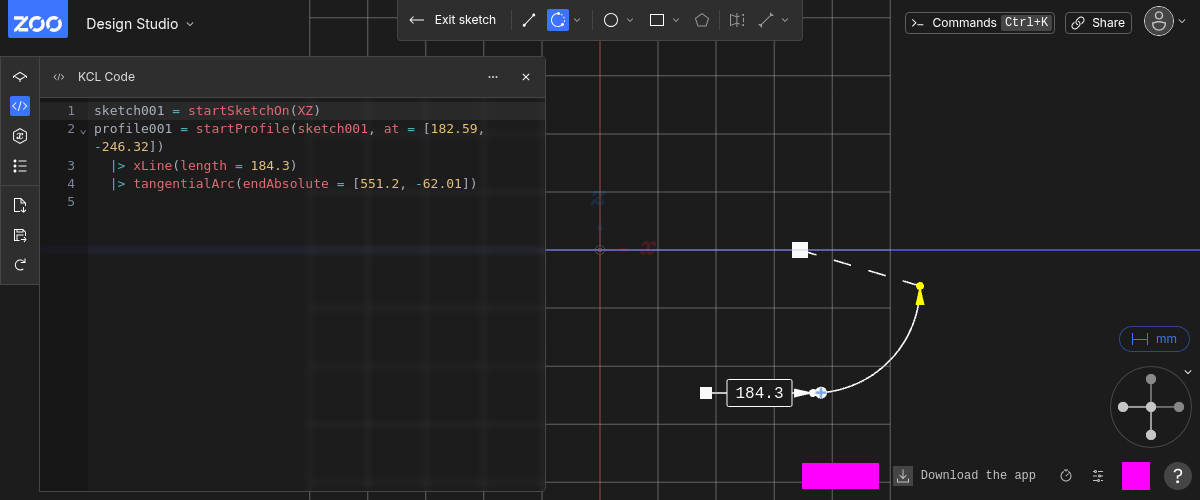 ZOO
Design Studio
Exit sketch
Commands Ctrl+K
Share
KCL Code
1 sketch001 = startSketchOn(XZ)
2 profile001 = startProfile(sketch001, at = [182.59,
-246.32])
3 |> xLine(length = 184.3)
4 |> tangentialArc(endAbsolute = [551.2, -62.01])
5
z
x
184.3
mm
Download the app
?